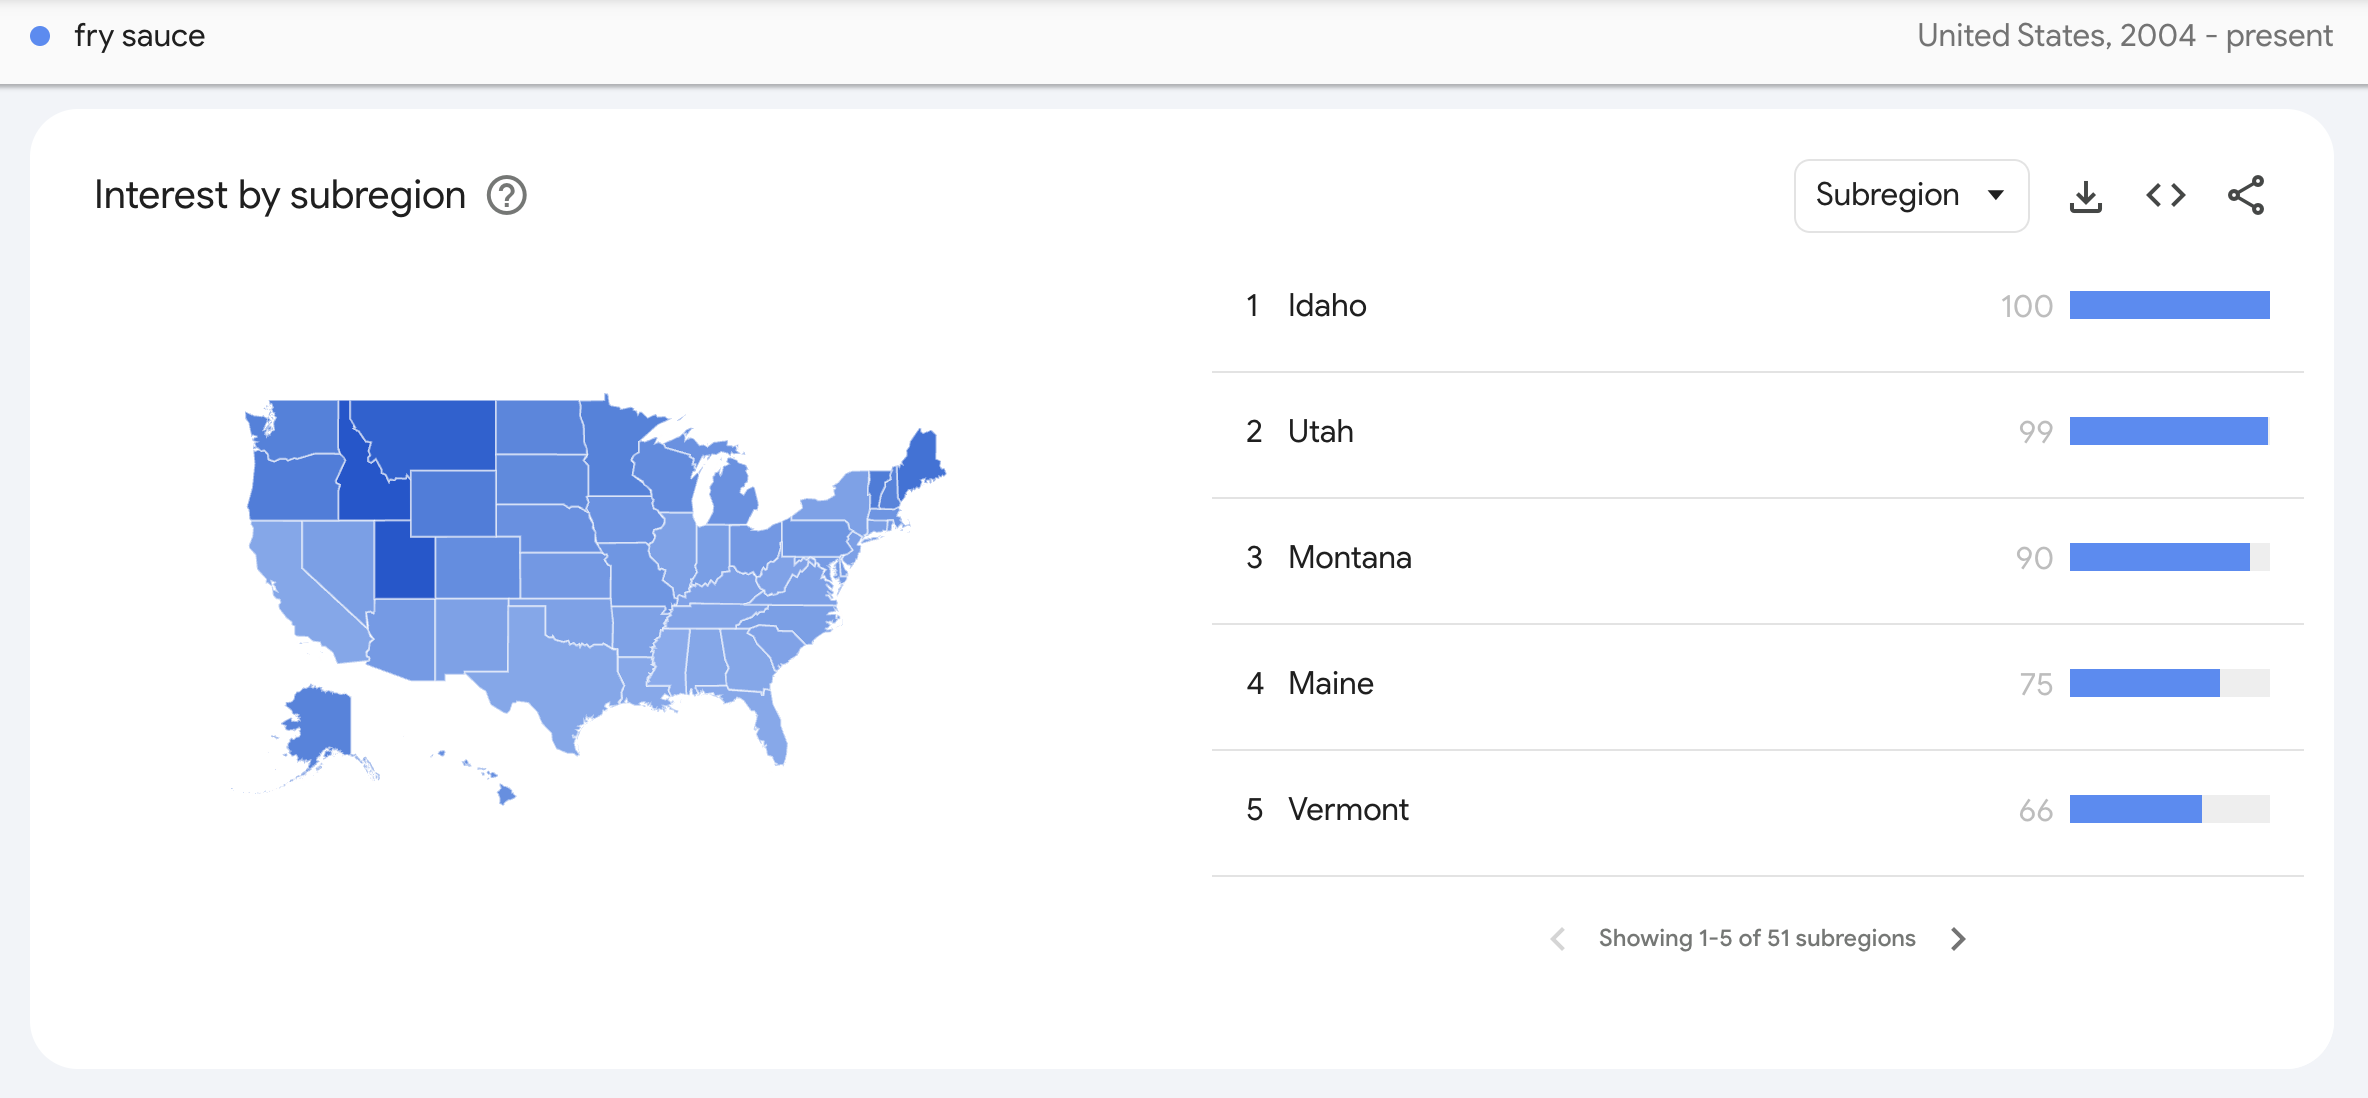 fry sauce
United States, 2004 - present
Interest by subregion
Subregion
1 Idaho 100
2 Utah 99
3 Montana 90
4 Maine 75
5 Vermont 66
Showing 1-5 of 51 subregions